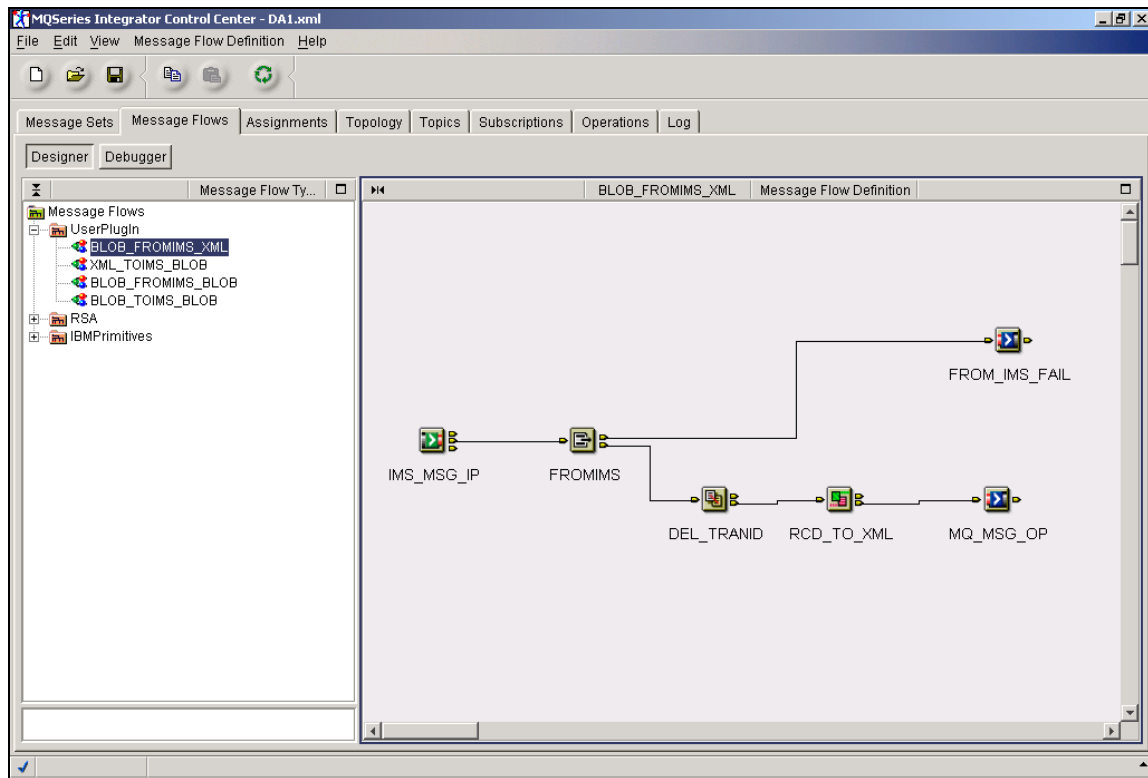 MQSeries Integrator Control Center - DA1.xml
File Edit View Message Flow Definition Help
Message Sets Message Flows Assignments Topology Topics Subscriptions Operations Log
Designer Debugger
Message Flow Ty... BLOB_FROMIMS_XML Message Flow Definition
Message Flows
UserPlugIn
BLOB_FROMIMS_XML
XML_TOIMS_BLOB
BLOB_FROMIMS_BLOB
BLOB_TOIMS_BLOB
RSA
IBMPrimitives
FROM_IMS_FAIL
IMS_MSG_IP FROMIMS
DEL_TRANID RCD_TO_XML MQ_MSG_OP